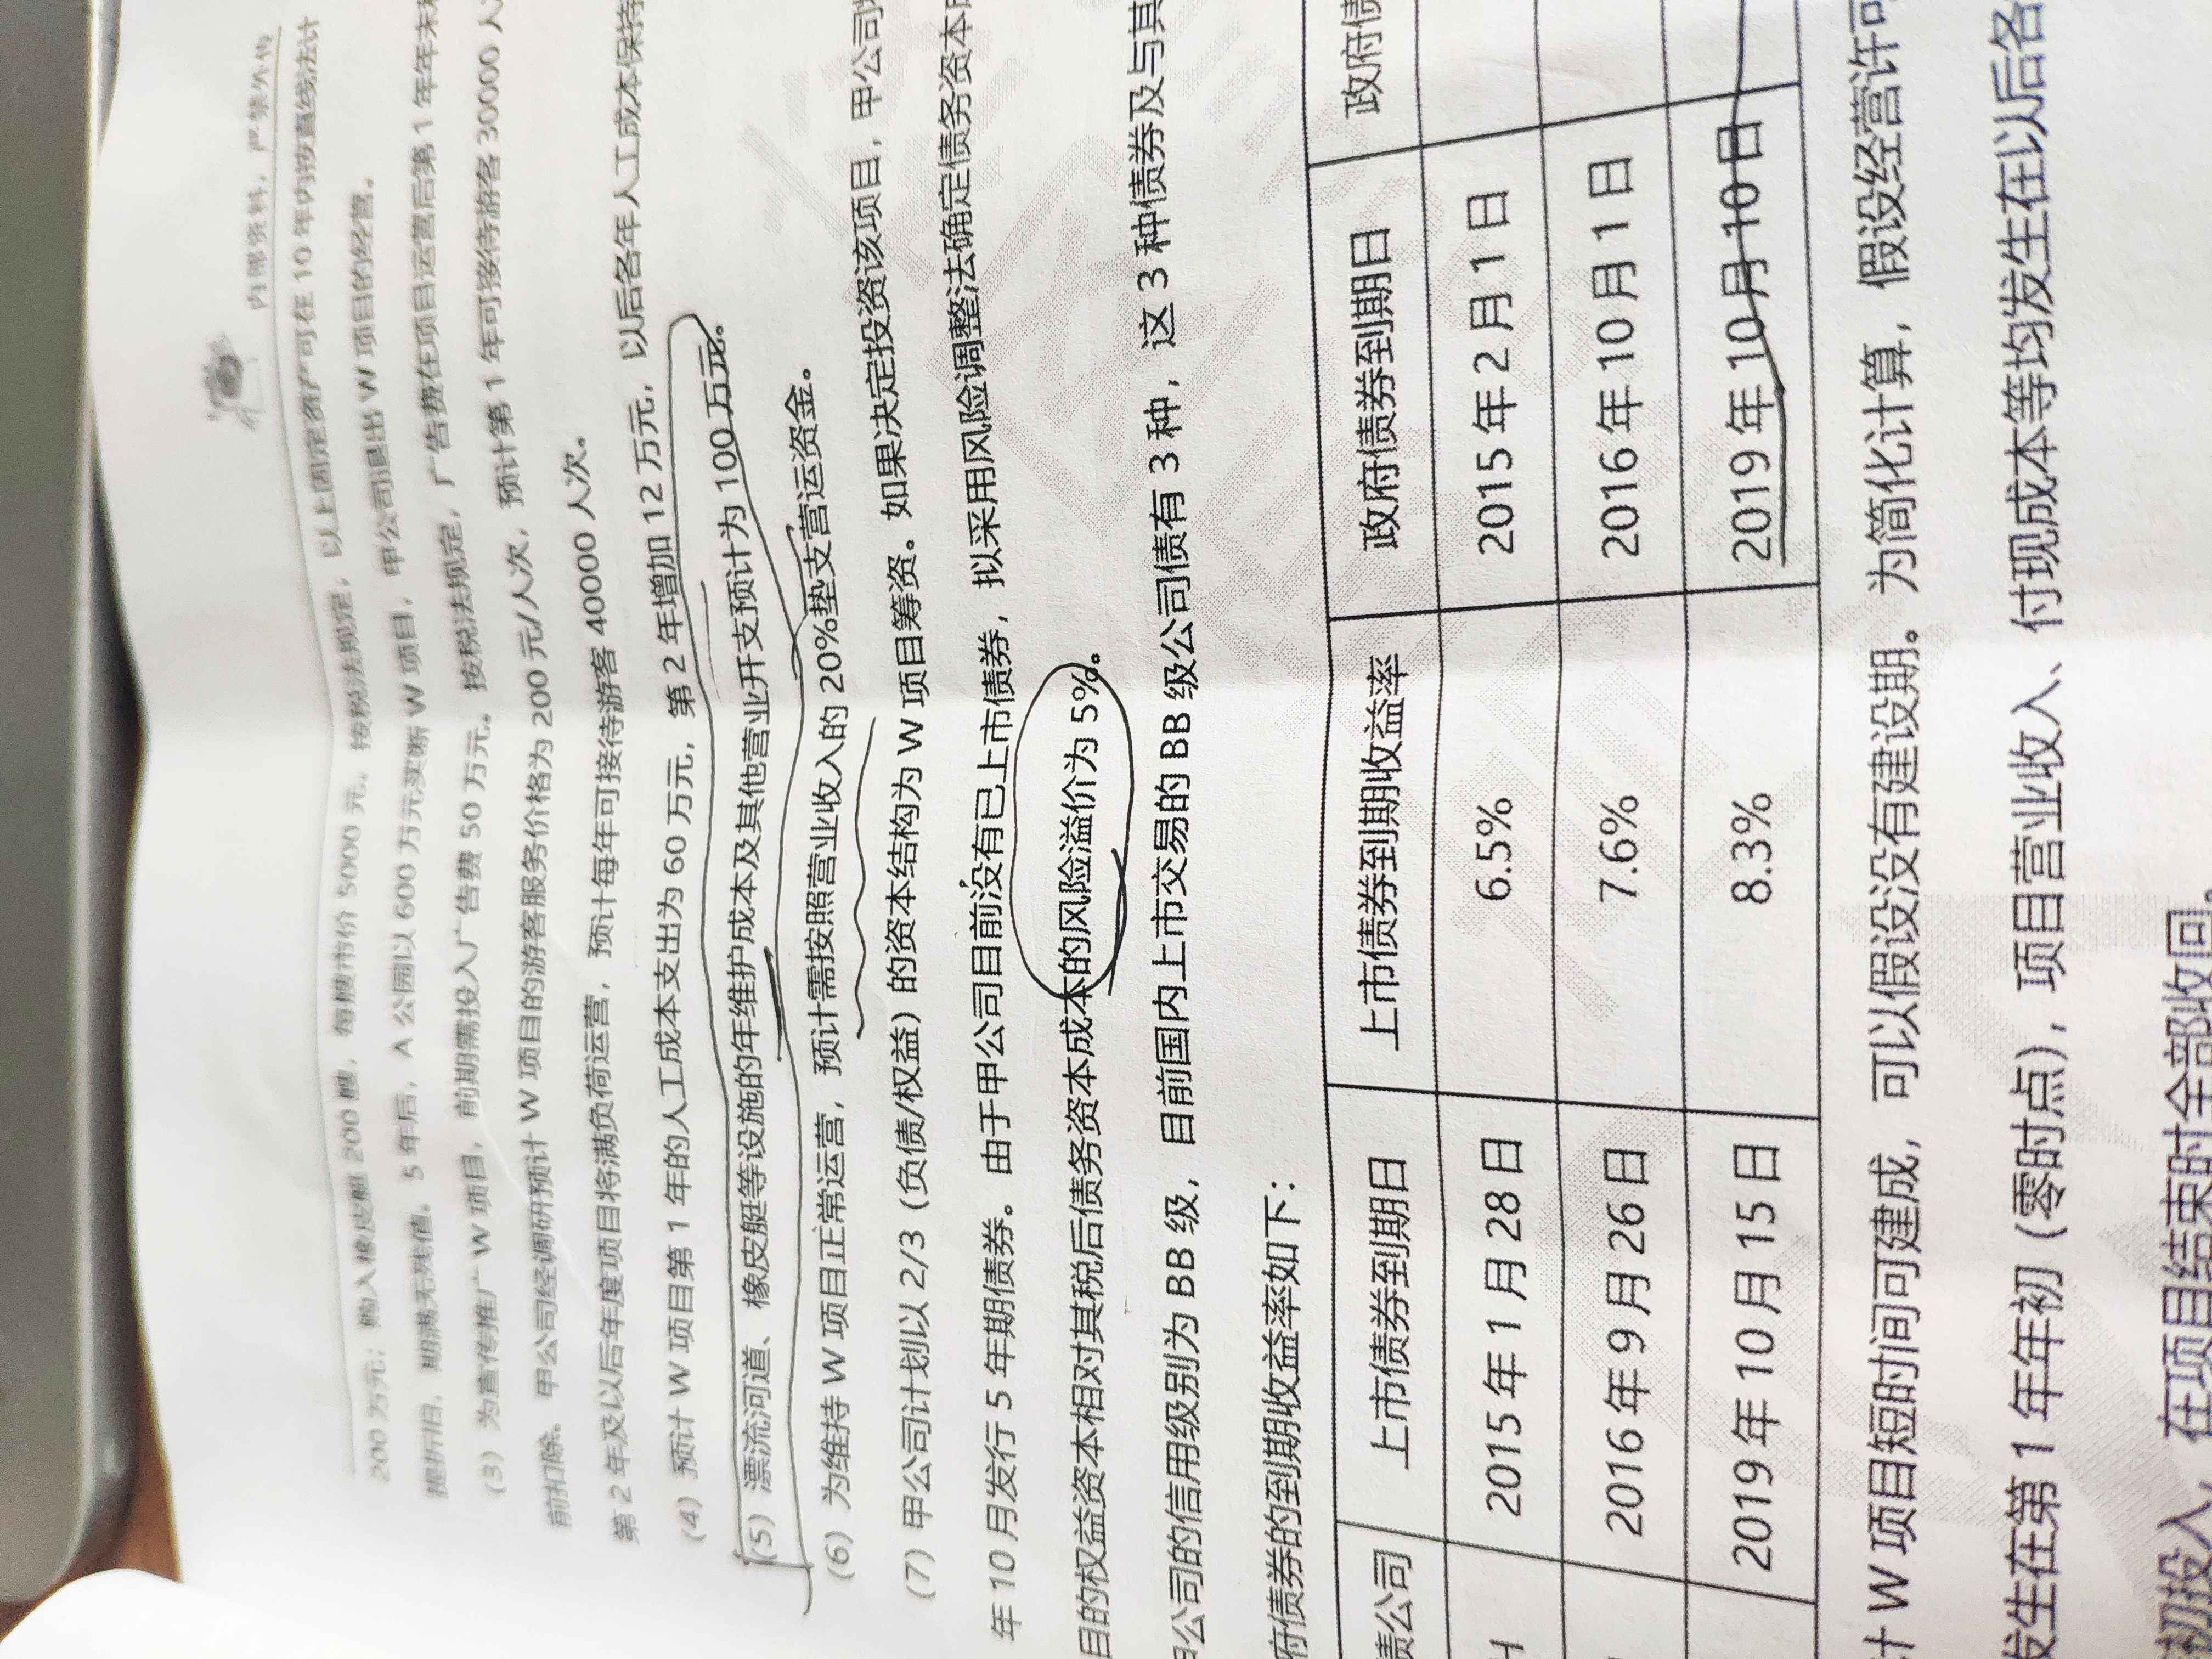 内部资料，严禁外传
200 万元；购入橡皮艇 200 艘，每艘市价 5000 元。按税法规定，以上固定资产可在 10 年内按直线法计
提折旧，期满无残值。5 年后，A 公园以 600 万元买断 W 项目，甲公司退出 W 项目的经营。
(3) 为宣传推广 W 项目，前期需投入广告费 50 万元。按税法规定，广告费在项目运营后第 1 年年末
前扣除。甲公司经调研预计 W 项目的游客服务价格为 200 元/人次，预计第 1 年可接待游客 30000 人
第 2 年及以后年度项目将满负荷运营，预计每年可接待游客 40000 人次。
(4) 预计 W 项目第 1 年的人工成本支出为 60 万元，第 2 年增加 12 万元，以后各年人工成本保持
(5) 漂流河道、橡皮艇等设施的年维护成本及其他营业开支预计为 100 万元。
(6) 为维持 W 项目正常运营，预计需按照营业收入的 20%垫支营运资金。
(7) 甲公司计划以 2/3 (负债/权益) 的资本结构为 W 项目筹资。如果决定投资该项目，甲公司
年 10 月发行 5 年期债券。由于甲公司目前没有已上市债券，拟采用风险调整法确定债务资本
目的权益资本相对其税后债务资本成本的风险溢价为 5%。
公司的信用级别为 BB 级，目前国内上市交易的 BB 级公司债有 3 种，这 3 种债券及与其
府债券的到期收益率如下：
债公司 上市债券到期日 上市债券到期收益率 政府债券到期日 政府债
H 2015 年 1 月 28 日 6.5% 2015 年 2 月 1 日
2016 年 9 月 26 日 7.6% 2016 年 10 月 1 日
2019 年 10 月 15 日 8.3% 2019 年 10 月 10 日
计 W 项目短时间可建成，可以假设没有建设期。为简化计算，假设经营许可
发生在第 1 年年初 (零时点)，项目营业收入、付现成本等均发生在以后各
初投入，在项目结束时全部收回。